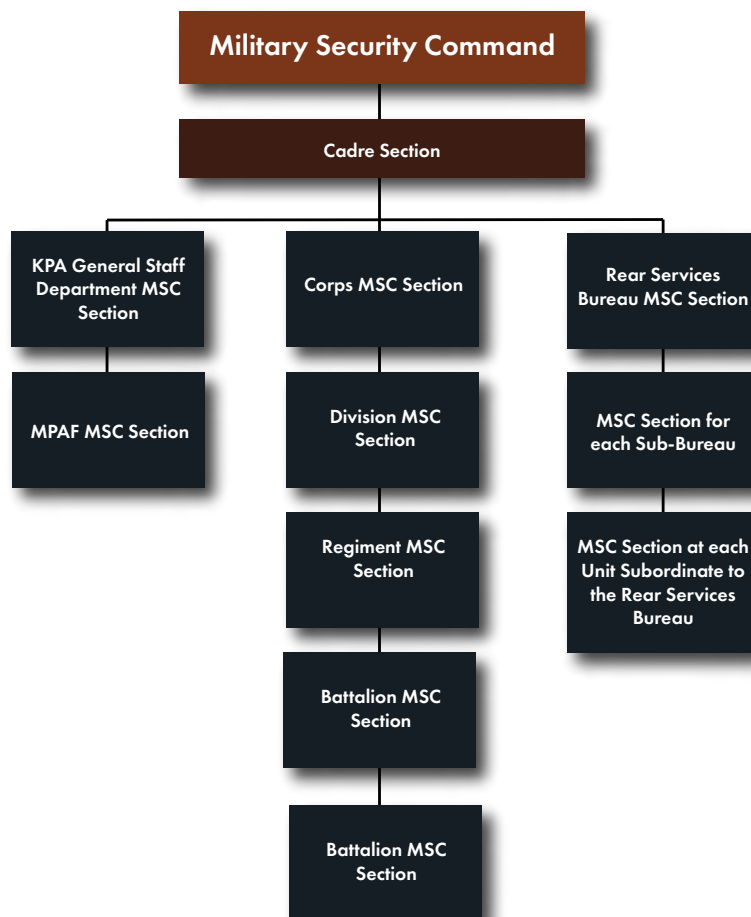 Military Security Command
Cadre Section
KPA General Staff
Department MSC
Section
Corps MSC Section
Rear Services
Bureau MSC Section
MPAF MSC Section
Division MSC
Section
MSC Section for
each Sub-Bureau
Regiment MSC
Section
MSC Section at each
Unit Subordinate to
the Rear Services
Bureau
Battalion MSC
Section
Battalion MSC
Section